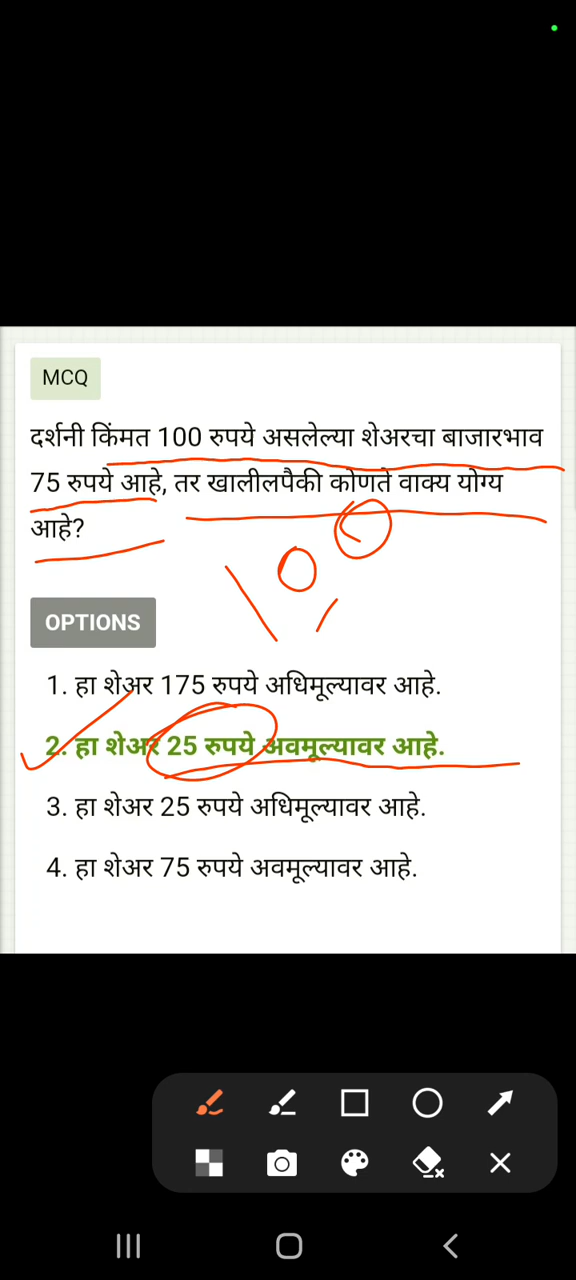 MCQ
दर्शनी किंमत 100 रुपये असलेल्या शेअरचा बाजारभाव
75 रुपये आहे, तर खालीलपैकी कोणते वाक्य योग्य
आहे?
OPTIONS
1. हा शेअर 175 रुपये अधिमूल्यावर आहे.
2. हा शेअर 25 रुपये अवमूल्यावर आहे.
3. हा शेअर 25 रुपये अधिमूल्यावर आहे.
4. हा शेअर 75 रुपये अवमूल्यावर आहे.